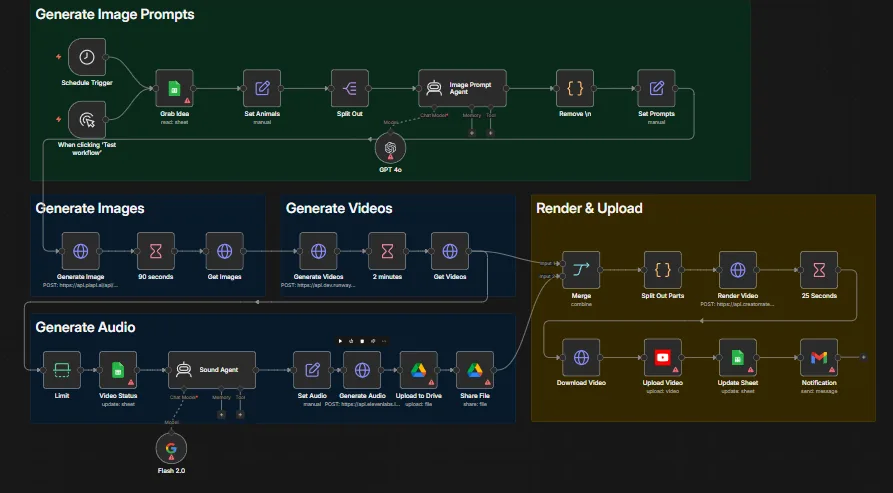 Generate Image Prompts
Schedule Trigger
When clicking 'Test
workflow'
Grab Idea
read: sheet
Set Animals
manual
Split Out
Image Prompt
Agent
Chat Model*
Memory
Tool
Model
GPT 4o
Remove \n
Set Prompts
manual
Generate Images
Generate Image
POST: https://api.piapi.ai/api/...
90 seconds
Get Images
Generate Videos
Generate Videos
POST: https://api.dev.runway...
2 minutes
Get Videos
Render & Upload
Input
Input
Merge
combine
Split Out Parts
Render Video
POST: https://api.creatomate...
25 Seconds
Download Video
Upload Video
upload: video
Update Sheet
update: sheet
Notification
send: message
Generate Audio
Limit
Video Status
update: sheet
Sound Agent
Chat Model*
Memory
Tool
Model
Flash 2.0
Set Audio
manual
Generate Audio
POST: https://api.elevenlabs.i...
Upload to Drive
upload: file
Share File
share: file